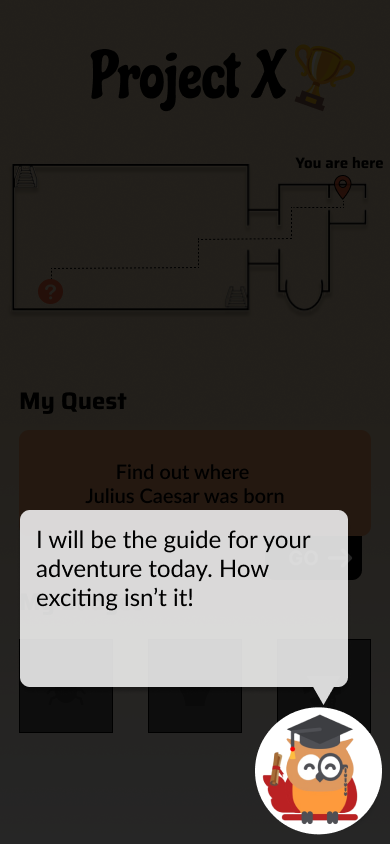 Project X
You are here
?
My Quest
Find out where
Julius Caesar was born
GO
I will be the guide for your
adventure today. How
exciting isn’t it!